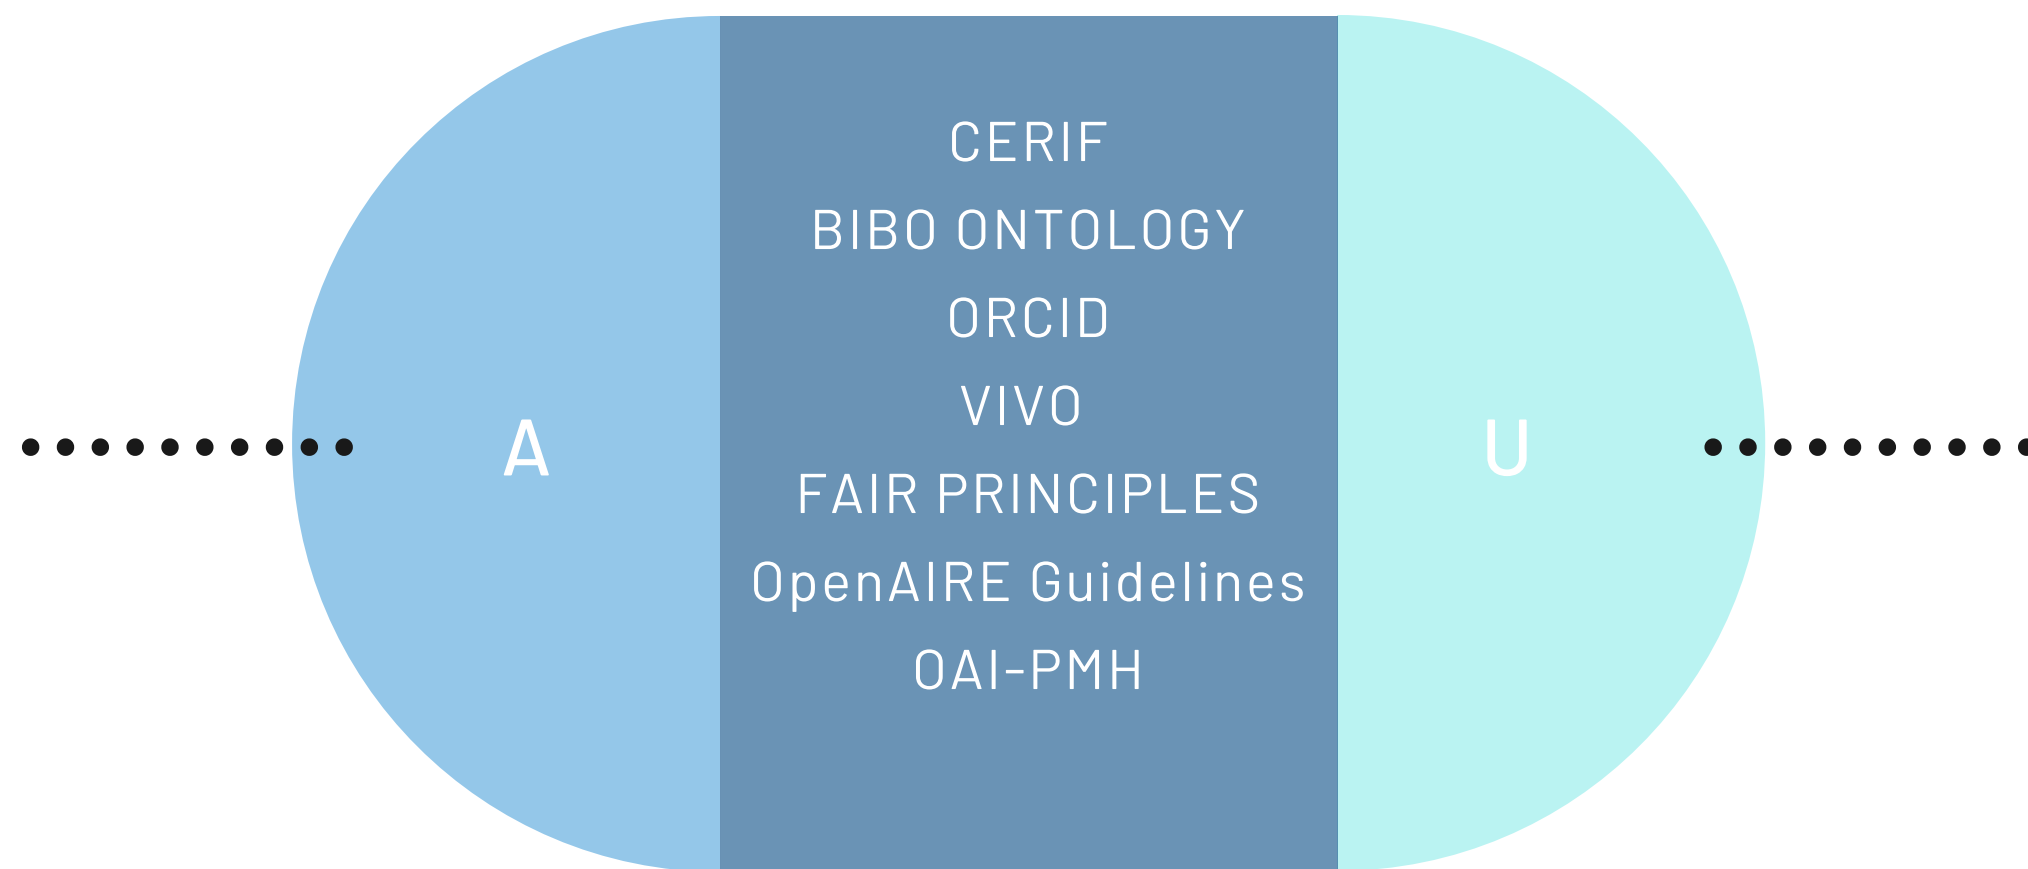 CERIF
BIBO ONTOLOGY
ORCID
VIVO
A
U
FAIR PRINCIPLES
OpenAIRE Guidelines
OAI-PMH